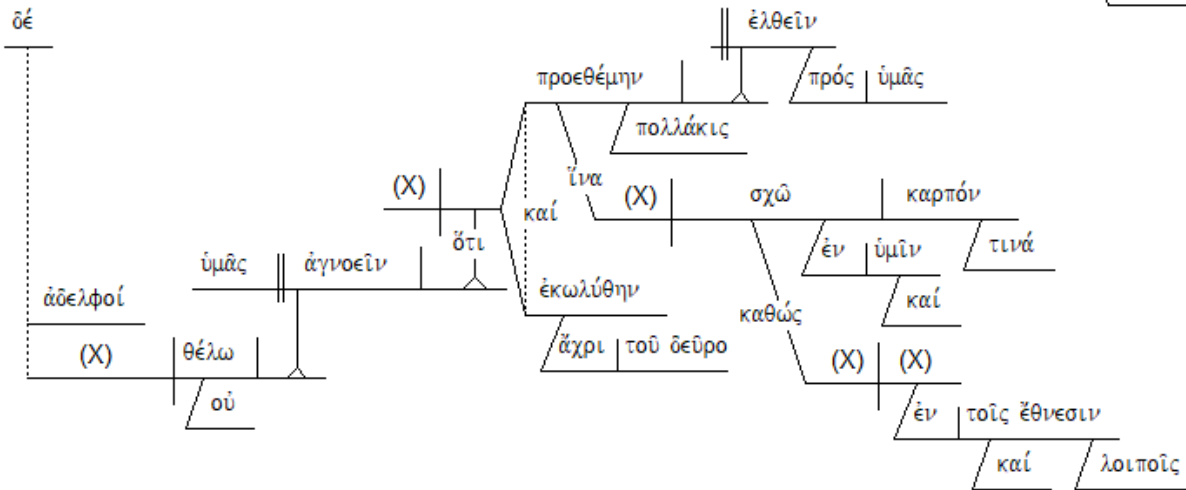 δέ
ἐλθεῖν
προεθέμην
πρός ὑμᾶς
πολλάκις
ἵνα
(X) (X) σχῶ καρπόν
καί
ὅτι
ἐν ὑμῖν τινά
ὑμᾶς ἀγνοεῖν
ἐκωλύθην
καί
ἀδελφοί
καθώς
(X) θέλω ἄχρι τοῦ δεῦρο (X) (X)
οὐ
ἐν τοῖς ἔθνεσιν
καί λοιποῖς